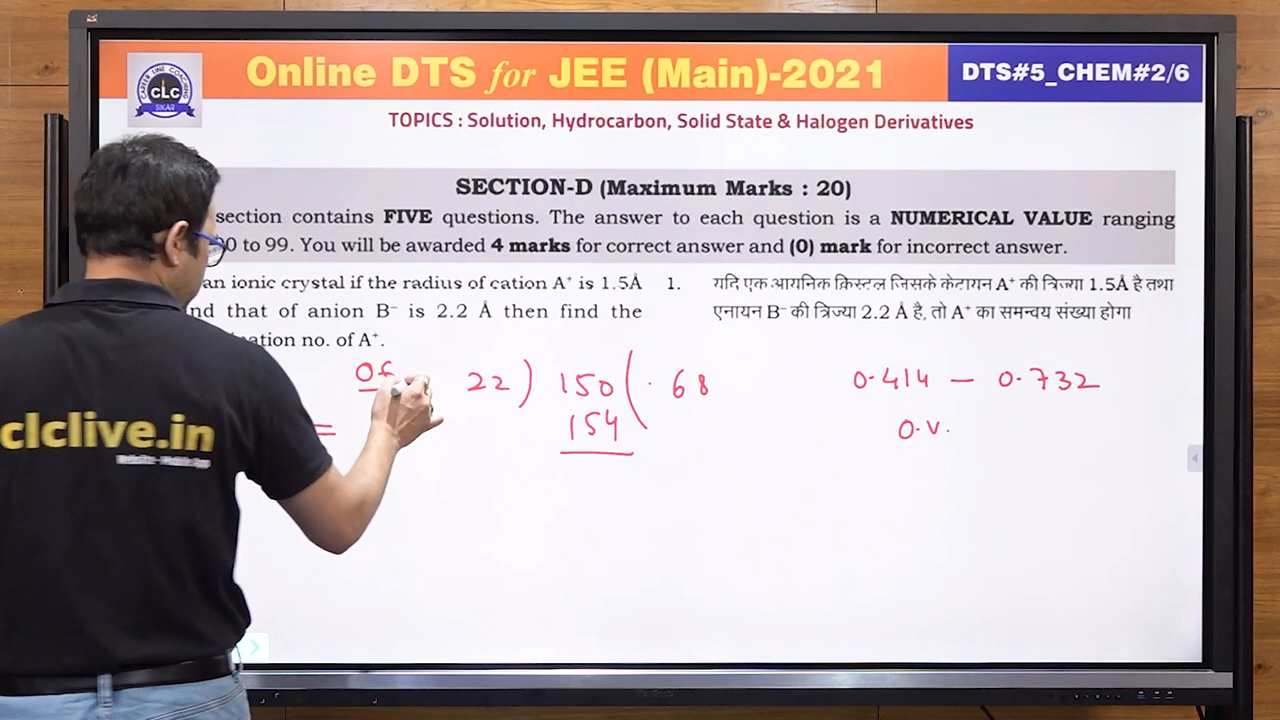 Online DTS for JEE (Main)-2021
DTS#5_CHEM#2/6
CAREER LINE COACHING
CLC
SIKAR
TOPICS : Solution, Hydrocarbon, Solid State & Halogen Derivatives
SECTION-D (Maximum Marks : 20)
section contains FIVE questions. The answer to each question is a NUMERICAL VALUE ranging
to 99. You will be awarded 4 marks for correct answer and (0) mark for incorrect answer.
an ionic crystal if the radius of cation A⁺ is 1.5Å
that of anion B⁻ is 2.2 Å then find the
no. of A⁺.
1. यदि एक आयनिक क्रिस्टल जिसके केटायन A⁺ की त्रिज्या 1.5Å है तथा
एनायन B⁻ की त्रिज्या 2.2 Å है, तो A⁺ का समन्वय संख्या होगा
22 ) 150 ( .68
154
=
0.414 — 0.732
O.V.
clclive.in